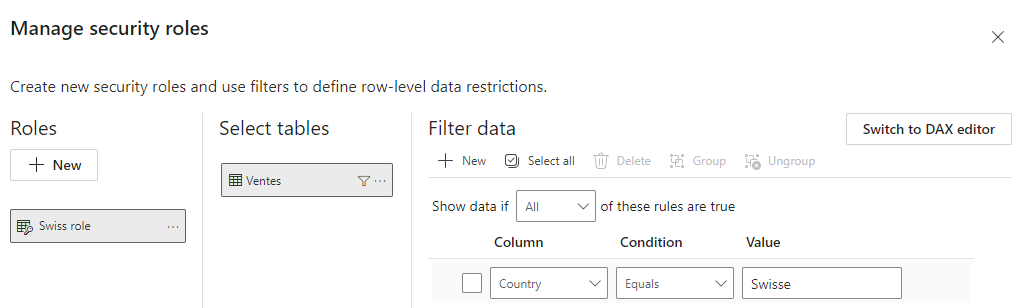 Manage security roles
Create new security roles and use filters to define row-level data restrictions.
Roles
New
Swiss role
Select tables
Ventes
Filter data
Switch to DAX editor
New Select all Delete Group Ungroup
Show data if All of these rules are true
Column Condition Value
Country Equals Swisse